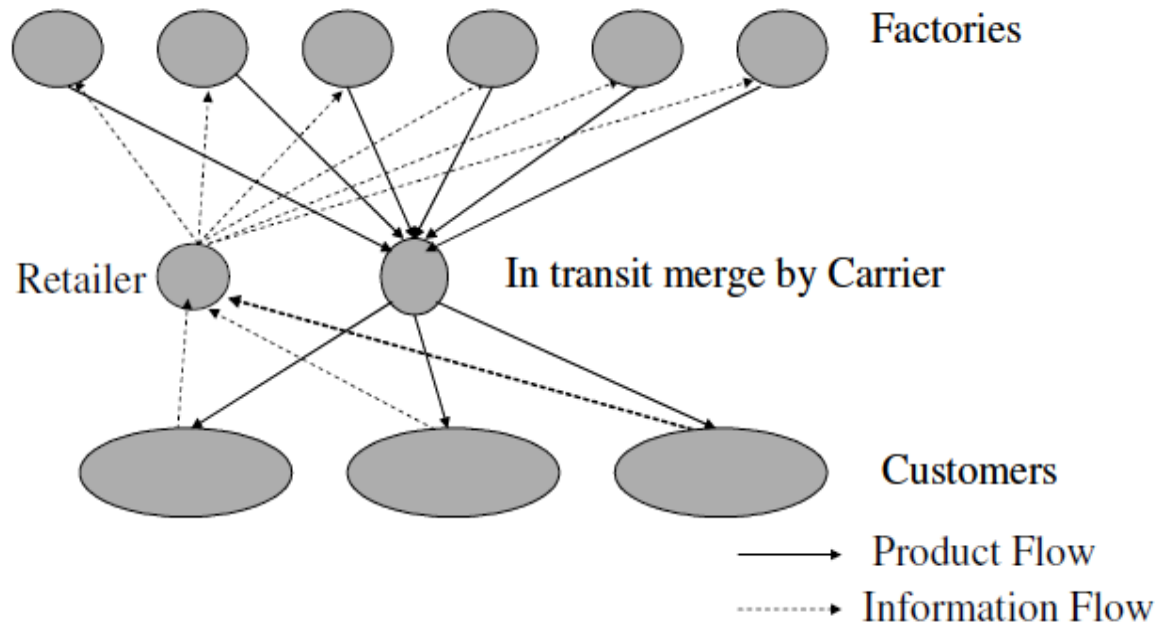 Factories
Retailer
In transit merge by Carrier
Customers
Product Flow
Information Flow